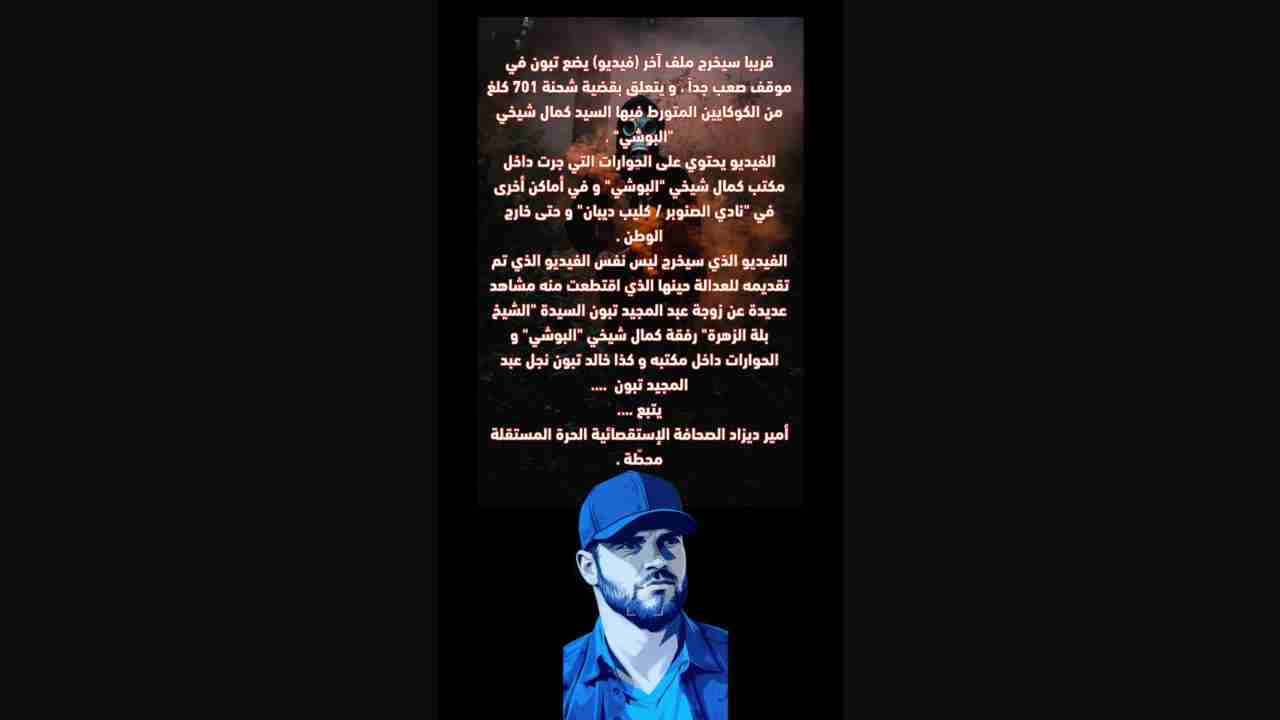 قريبا سيخرج ملف آخر (فيديو) يضع تبون في
موقف صعب جداً ، و يتعلق بقضية شحنة 701 كلغ
من الكوكايين المتورط فيها السيد كمال شيخي
"البوشي" .
الفيديو يحتوي على الحوارات التي جرت داخل
مكتب كمال شيخي "البوشي" و في أماكن أخرى
في "نادي الصنوبر / كليب ديبان" و حتى خارج
الوطن .
الفيديو الذي سيخرج ليس نفس الفيديو الذي تم
تقديمه للعدالة حينها الذي اقتطعت منه مشاهد
عديدة عن زوجة عبد المجيد تبون السيدة "الشيخ
بلة الزهرة" رفقة كمال شيخي "البوشي" و
الحوارات داخل مكتبه و كذا خالد تبون نجل عبد
المجيد تبون ....
يتبع ....
أمير ديزاد الصحافة الإستقصائية الحرة المستقلة
محطّة .